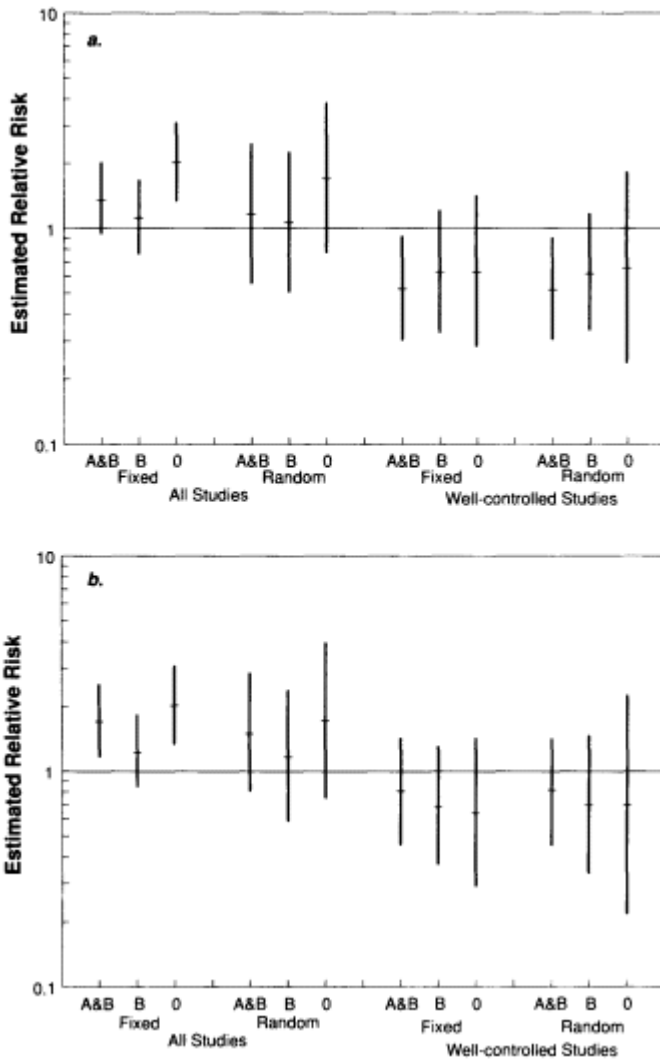 10
a.
Estimated Relative Risk
1
0.1
A&B B 0 A&B B 0 A&B B 0 A&B B 0
Fixed Random Fixed Random
All Studies Well-controlled Studies
10
b.
Estimated Relative Risk
1
0.1
A&B B 0 A&B B 0 A&B B 0 A&B B 0
Fixed Random Fixed Random
All Studies Well-controlled Studies